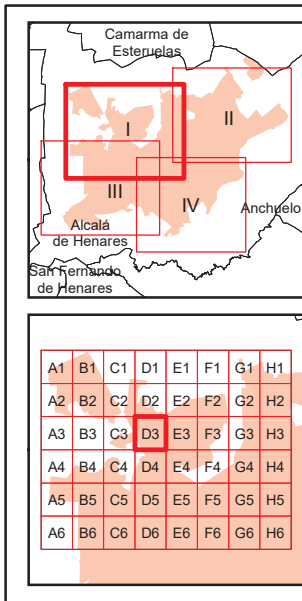 Camarma de
Esteruelas
I
II
III
IV
Anchuelo
Alcalá
de Henares
San Fernando
de Henares
A1 B1 C1 D1 E1 F1 G1 H1
A2 B2 C2 D2 E2 F2 G2 H2
A3 B3 C3 D3 E3 F3 G3 H3
A4 B4 C4 D4 E4 F4 G4 H4
A5 B5 C5 D5 E5 F5 G5 H5
A6 B6 C6 D6 E6 F6 G6 H6